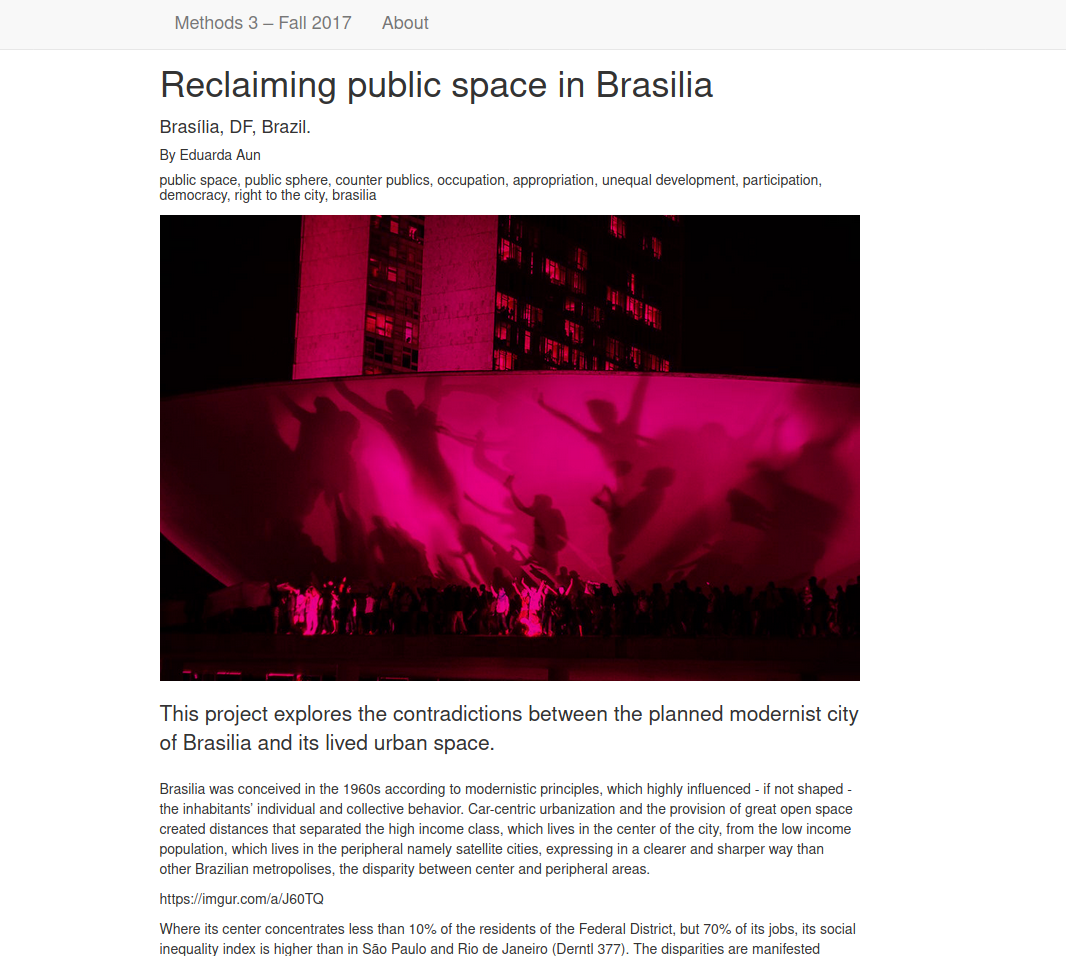 Methods 3 – Fall 2017 About
Reclaiming public space in Brasilia
Brasília, DF, Brazil.
By Eduarda Aun
public space, public sphere, counter publics, occupation, appropriation, unequal development, participation,
democracy, right to the city, brasilia
This project explores the contradictions between the planned modernist city
of Brasilia and its lived urban space.
Brasilia was conceived in the 1960s according to modernistic principles, which highly influenced - if not shaped -
the inhabitants’ individual and collective behavior. Car-centric urbanization and the provision of great open space
created distances that separated the high income class, which lives in the center of the city, from the low income
population, which lives in the peripheral namely satellite cities, expressing in a clearer and sharper way than
other Brazilian metropolises, the disparity between center and peripheral areas.
https://imgur.com/a/J60TQ
Where its center concentrates less than 10% of the residents of the Federal District, but 70% of its jobs, its social
inequality index is higher than in São Paulo and Rio de Janeiro (Derntl 377). The disparities are manifested